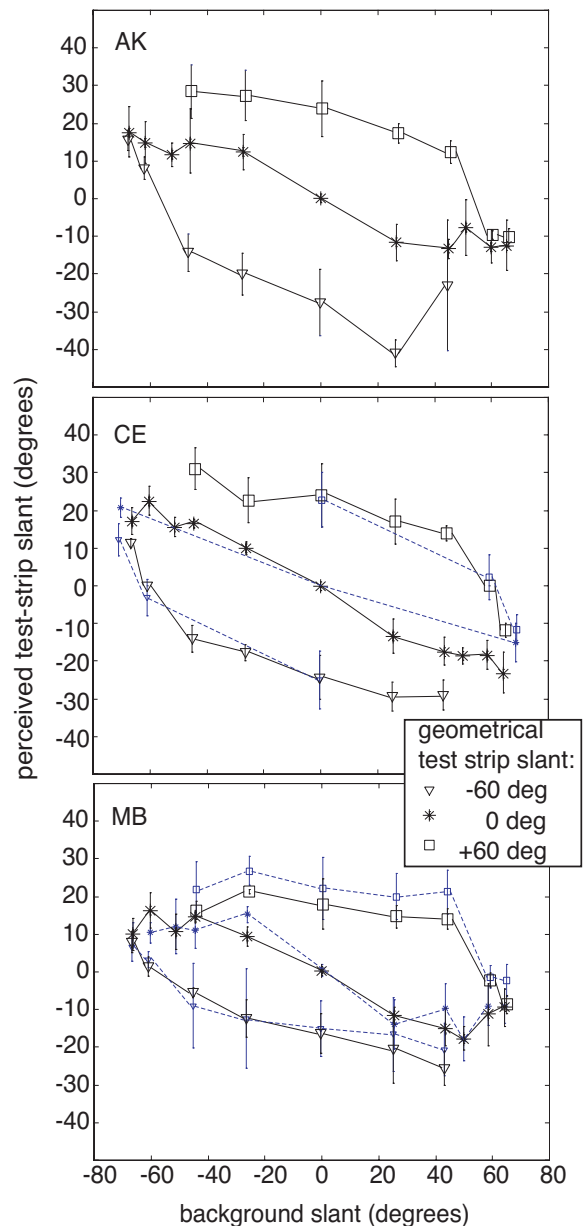 AK
40
30
20
10
0
-10
-20
-30
-40
CE
40
30
20
10
0
-10
-20
-30
-40
perceived test-strip slant (degrees)
geometrical
test strip slant:
-60 deg
0 deg
+60 deg
MB
40
30
20
10
0
-10
-20
-30
-40
-80 -60 -40 -20 0 20 40 60 80
background slant (degrees)